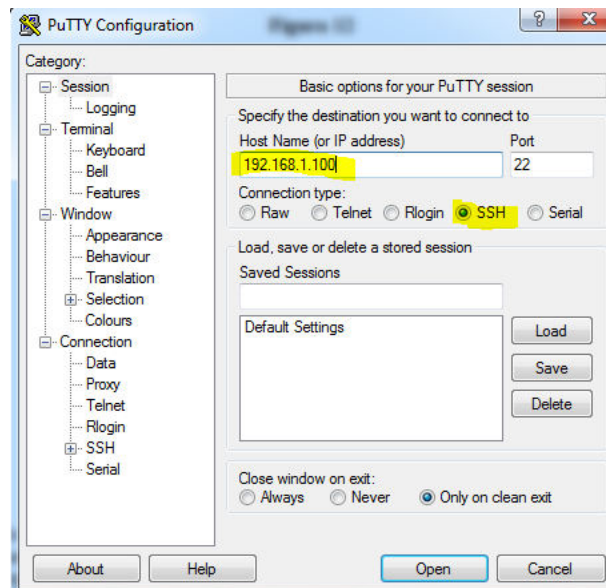 PuTTY Configuration
Category:
Session
Logging
Terminal
Keyboard
Bell
Features
Window
Appearance
Behaviour
Translation
Selection
Colours
Connection
Data
Proxy
Telnet
Rlogin
SSH
Serial
Basic options for your PuTTY session
Specify the destination you want to connect to
Host Name (or IP address) Port
192.168.1.100 22
Connection type:
Raw Telnet Rlogin SSH Serial
Load, save or delete a stored session
Saved Sessions
Default Settings
Load
Save
Delete
Close window on exit:
Always Never Only on clean exit
About Help Open Cancel